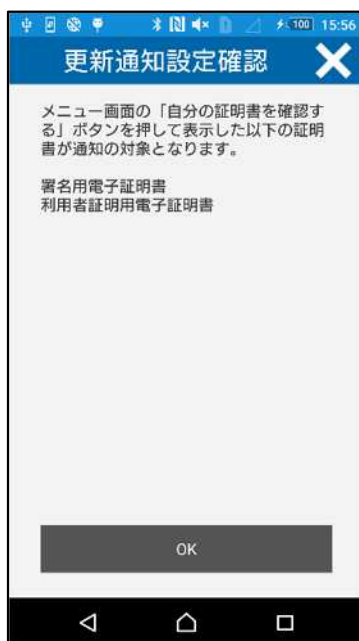 100 15:56
更新通知設定確認
メニュー画面の「自分の証明書を確認す
る」ボタンを押して表示した以下の証明
書が通知の対象となります。
署名用電子証明書
利用者証明用電子証明書
OK